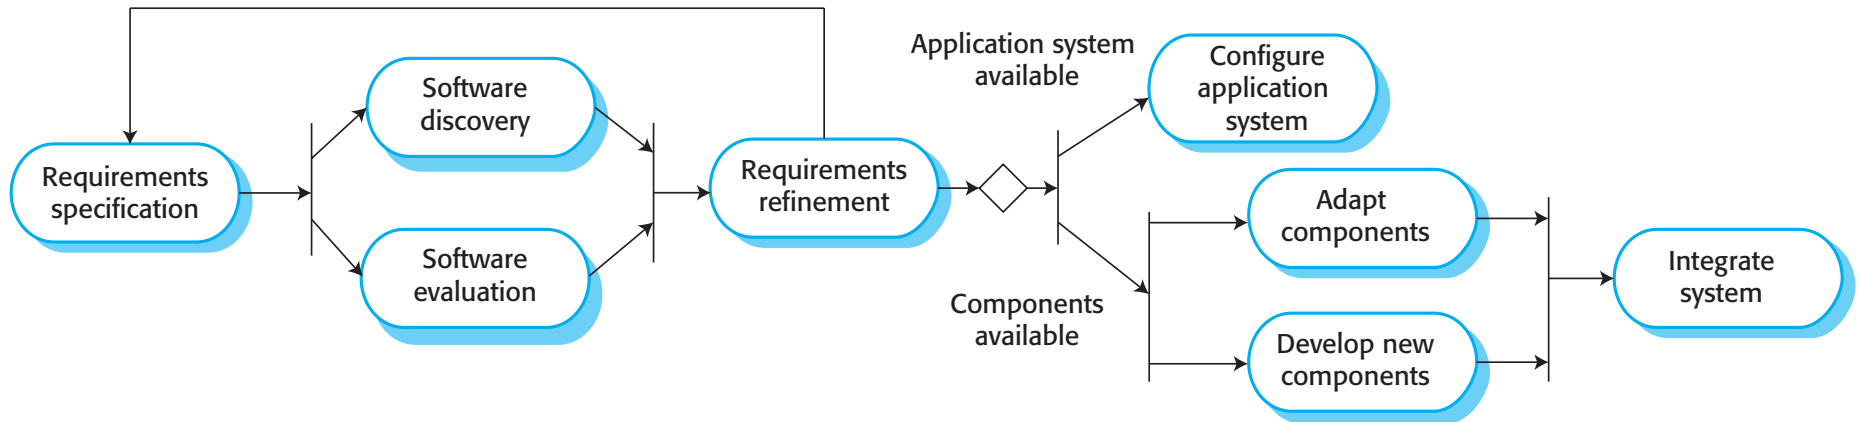 Requirements
specification
Software
discovery
Software
evaluation
Requirements
refinement
Application system
available
Configure
application
system
Components
available
Adapt
components
Develop new
components
Integrate
system